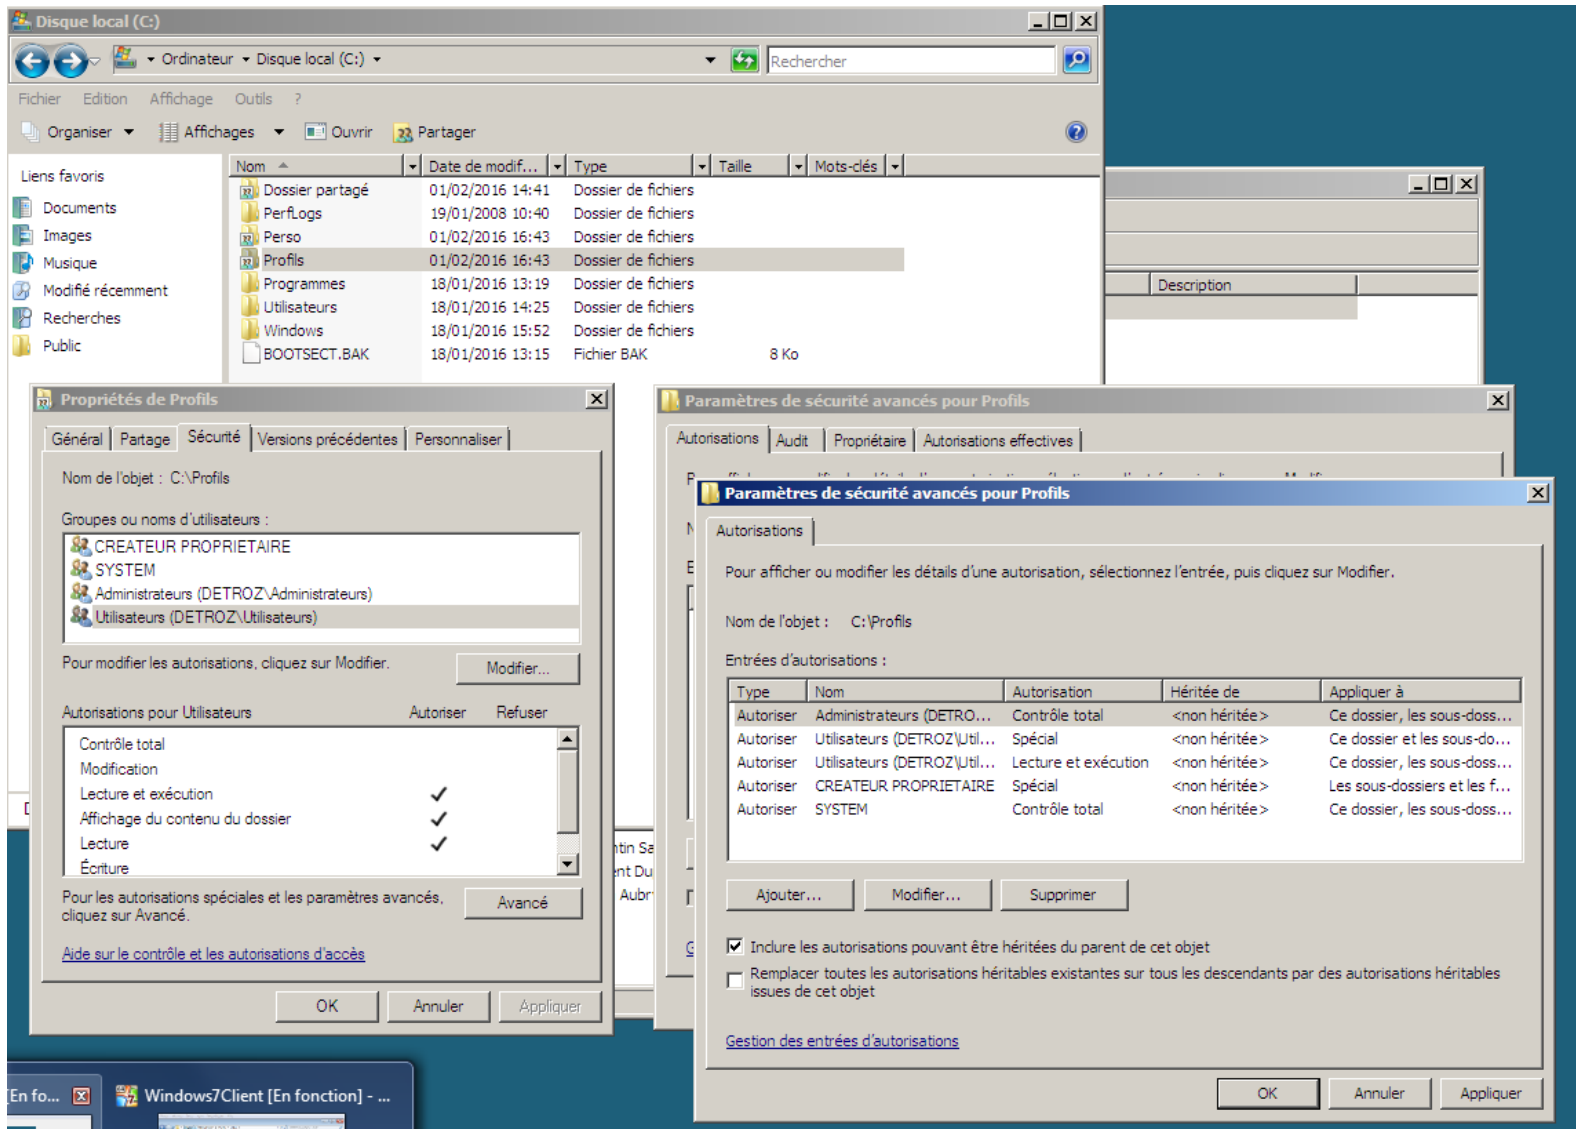 Disque local (C:)
Ordinateur Disque local (C:)
Rechercher
Fichier Edition Affichage Outils ?
Organiser Affichages Ouvrir Partager
Liens favoris
Documents
Images
Musique
Modifié récemment
Recherches
Public
Nom Date de modif... Type Taille Mots-clés
Dossier partagé 01/02/2016 14:41 Dossier de fichiers
PerfLogs 19/01/2008 10:40 Dossier de fichiers
Perso 01/02/2016 16:43 Dossier de fichiers
Profils 01/02/2016 16:43 Dossier de fichiers
Programmes 18/01/2016 13:19 Dossier de fichiers
Utilisateurs 18/01/2016 14:25 Dossier de fichiers
Windows 18/01/2016 15:52 Dossier de fichiers
BOOTSECT.BAK 18/01/2016 13:15 Fichier BAK 8 Ko
Description
Propriétés de Profils
Général Partage Sécurité Versions précédentes Personnaliser
Nom de l'objet : C:\Profils
Groupes ou noms d'utilisateurs :
CREATEUR PROPRIETAIRE
SYSTEM
Administrateurs (DETROZ\Administrateurs)
Utilisateurs (DETROZ\Utilisateurs)
Pour modifier les autorisations, cliquez sur Modifier.
Modifier...
Autorisations pour Utilisateurs Autoriser Refuser
Contrôle total
Modification
Lecture et exécution
Affichage du contenu du dossier
Lecture
Écriture
Pour les autorisations spéciales et les paramètres avancés,
cliquez sur Avancé.
Avancé
Aide sur le contrôle et les autorisations d'accès
OK Annuler Appliquer
Paramètres de sécurité avancés pour Profils
Autorisations Audit Propriétaire Autorisations effectives
Paramètres de sécurité avancés pour Profils
Autorisations
Pour afficher ou modifier les détails d'une autorisation, sélectionnez l'entrée, puis cliquez sur Modifier.
Nom de l'objet : C:\Profils
Entrées d'autorisations :
Type Nom Autorisation Héritée de Appliquer à
Autoriser Administrateurs (DETRO... Contrôle total <non héritée> Ce dossier, les sous-doss...
Autoriser Utilisateurs (DETROZ\Util... Spécial <non héritée> Ce dossier et les sous-do...
Autoriser Utilisateurs (DETROZ\Util... Lecture et exécution <non héritée> Ce dossier, les sous-doss...
Autoriser CREATEUR PROPRIETAIRE Spécial <non héritée> Les sous-dossiers et les f...
Autoriser SYSTEM Contrôle total <non héritée> Ce dossier, les sous-doss...
Ajouter... Modifier... Supprimer
Inclure les autorisations pouvant être héritées du parent de cet objet
Remplacer toutes les autorisations héritables existantes sur tous les descendants par des autorisations héritables
issues de cet objet
Gestion des entrées d'autorisations
OK Annuler Appliquer
[En fo... Windows7Client [En fonction] - ...